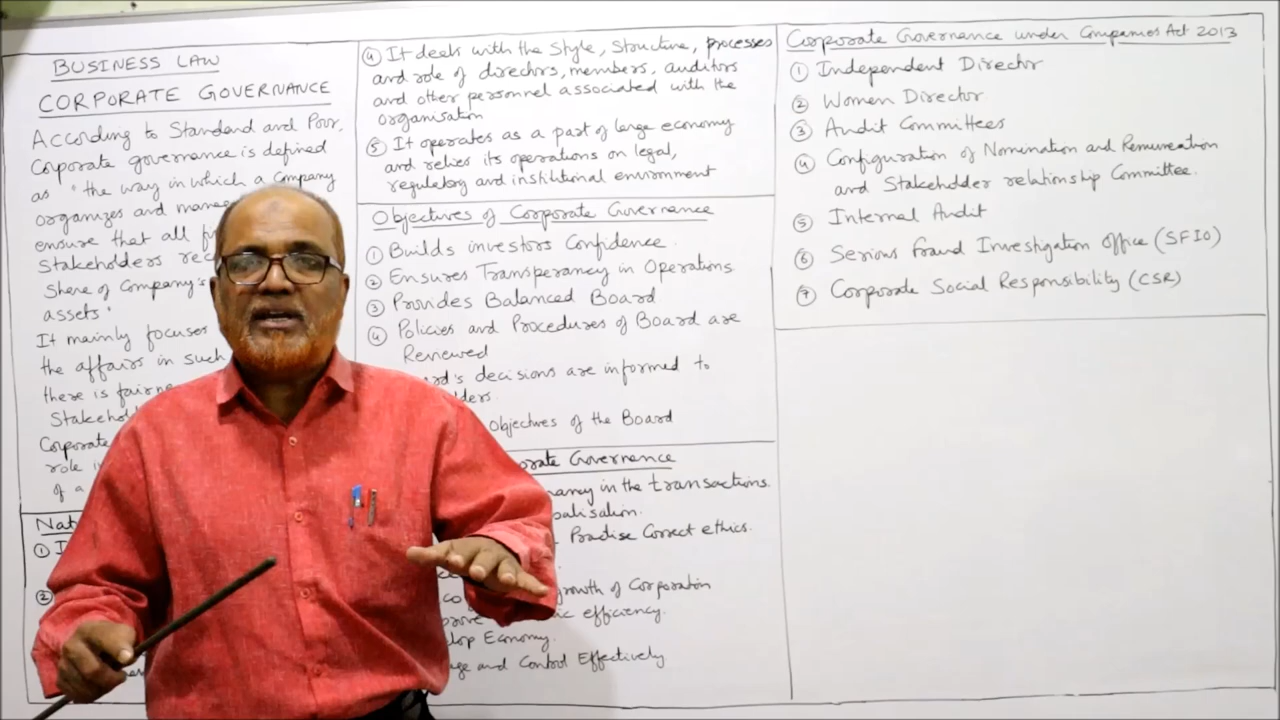 BUSINESS LAW
CORPORATE GOVERNANCE
According to Standard and Poor,
Corporate governance is defined
as "the way in which a Company
organizes and
ensure that all
Stakeholders
Share of Company's
assets"
It mainly focuses
the affairs in such
there is
Corporate
role
of a
① 
②
④ It deals with the Style, Structure, processes
and role of directors, members, auditors
and other personnel associated with the
organisation
⑤ It operates as a part of large economy
and relies its operations on legal,
regulatory and institutional environment
Objectives of Corporate Governance
① Builds investors Confidence.
② Ensures Transperancy in Operations
③ Provides Balanced Board
④ Policies and Procedures of Board are
Reviewed
decisions are informed to
Objectives of the Board
Governance
in the transactions.
Practise Correct ethics.
of Corporation
efficiency.
Economy.
and Control Effectively
Corporate Governance under Companies Act 2013
① Independent Director
② Women Director
③ Audit Committees
④ Configuration of Nomination and Remuneration
and Stakeholder relationship Committee.
⑤ Internal Audit
⑥ Serious fraud Investigation office (SFIO)
⑦ Corporate Social Responsibility (CSR)